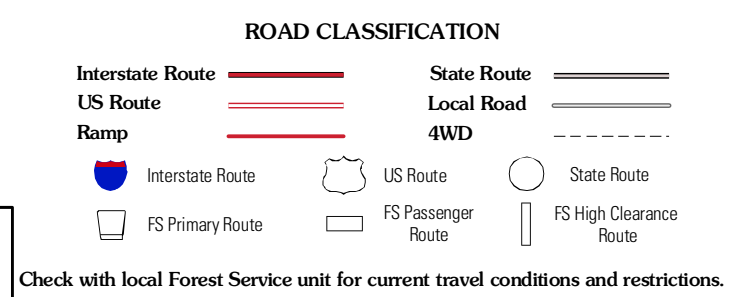 ROAD CLASSIFICATION
Interstate Route
State Route
US Route
Local Road
Ramp
4WD
Interstate Route
US Route
State Route
FS Primary Route
FS Passenger
Route
FS High Clearance
Route
Check with local Forest Service unit for current travel conditions and restrictions.